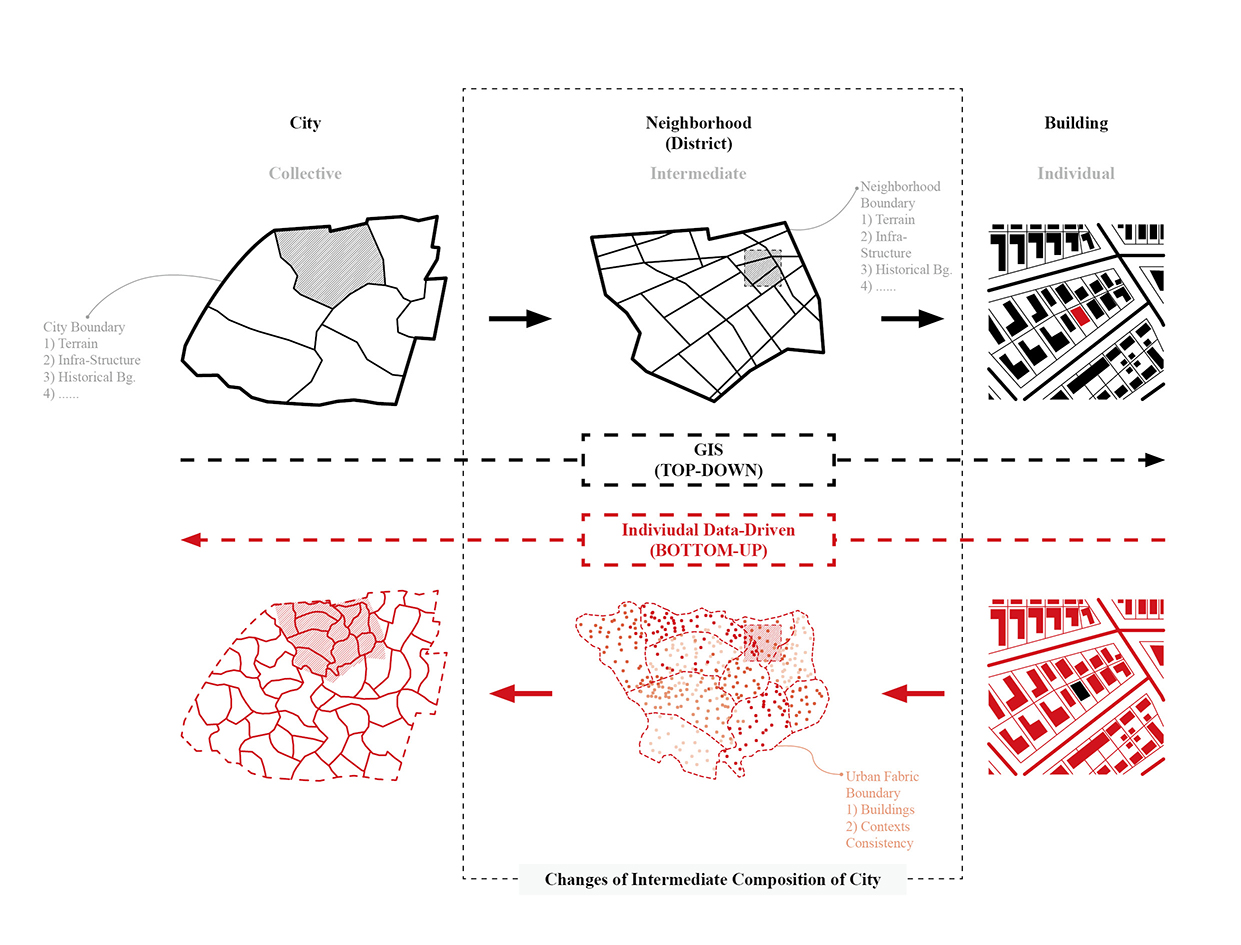 City
Neighborhood
(District)
Building
Collective
Intermediate
Individual
Neighborhood
Boundary
1) Terrain
2) Infra-
Structure
3) Historical Bg.
4) ......
City Boundary
1) Terrain
2) Infra-Structure
3) Historical Bg.
4) ......
GIS
(TOP-DOWN)
Indiviudal Data-Driven
(BOTTOM-UP)
Urban Fabric
Boundary
1) Buildings
2) Contexts
Consistency
Changes of Intermediate Composition of City